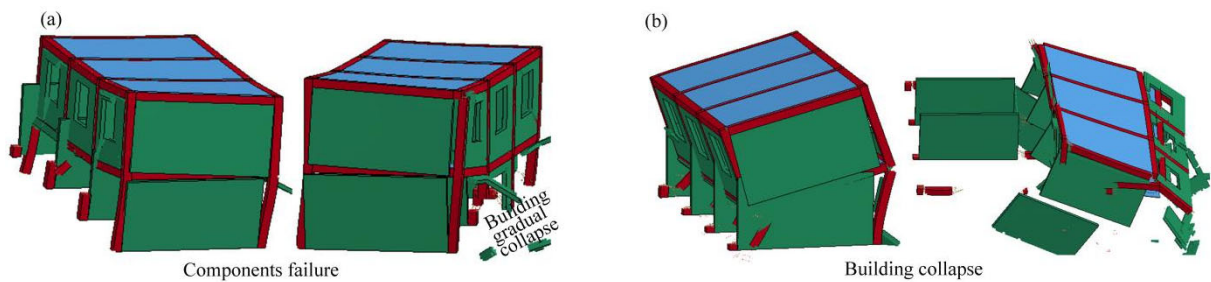 (a)
Building
gradual
collapse
Components failure
(b)
Building collapse